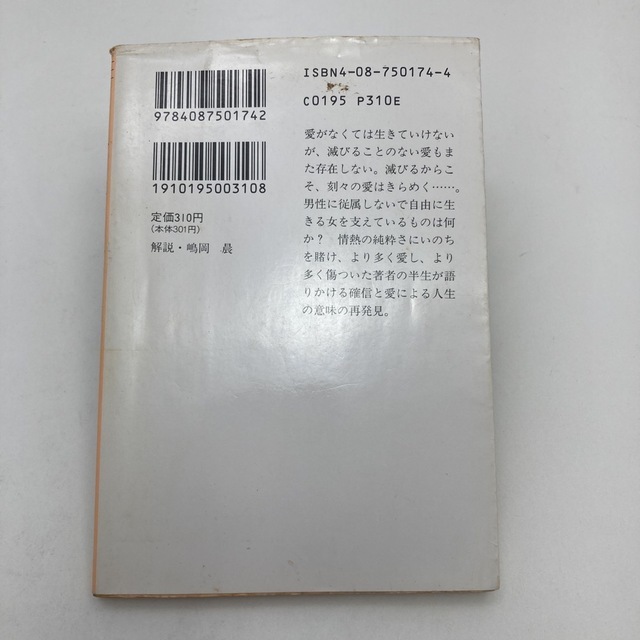 9784087501742
1910195003108
定価310円
(本体301円)
解説・嶋岡 晨
ISBN4-08-750174-4
C0195 P310E
愛がなくては生きていけない
が、滅びることのない愛もま
た存在しない。滅びるからこ
そ、刻々の愛はきらめく……。
男性に従属しないで自由に生
きる女を支えているものは何
か? 情熱の純粋さにいのち
を賭け、より多く愛し、より
多く傷ついた著者の半生が語
りかける確信と愛による人生
の意味の再発見。